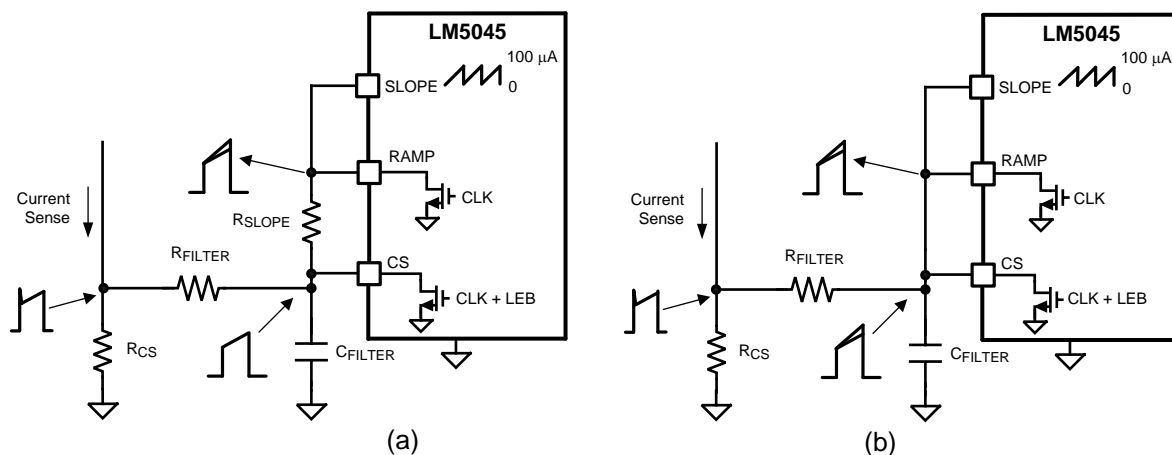 LM5045
100 μA
SLOPE
0
RAMP
CLK
Current
Sense
RSLOPE
RFILTER
CS
CLK + LEB
RCS
CFILTER
(a)
LM5045
100 μA
SLOPE
0
RAMP
CLK
Current
Sense
RFILTER
CS
CLK + LEB
RCS
CFILTER
(b)